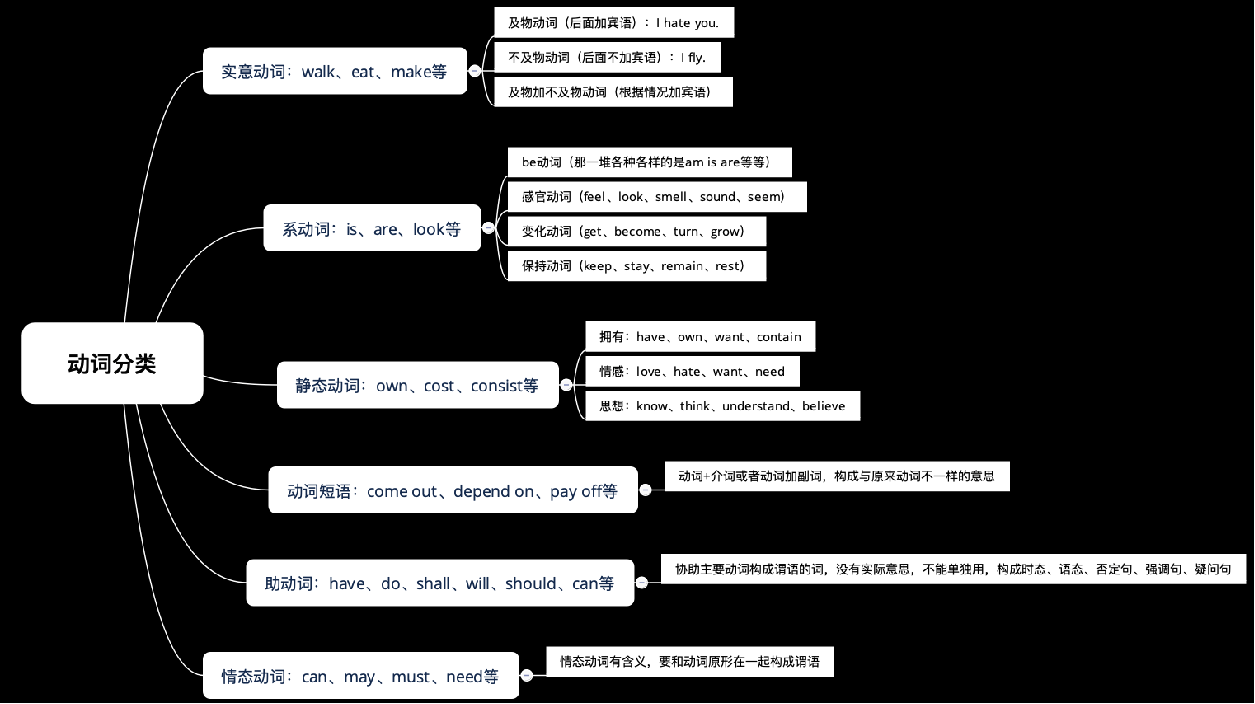 动词分类
实意动词：walk、eat、make等
及物动词（后面加宾语）：I hate you.
不及物动词（后面不加宾语）：I fly.
及物加不及物动词（根据情况加宾语）
系动词：is、are、look等
be动词（那一堆各种各样的是am is are等等）
感官动词（feel、look、smell、sound、seem）
变化动词（get、become、turn、grow）
保持动词（keep、stay、remain、rest）
静态动词：own、cost、consist等
拥有：have、own、want、contain
情感：love、hate、want、need
思想：know、think、understand、believe
动词短语：come out、depend on、pay off等
动词+介词或者动词加副词，构成与原来动词不一样的意思
助动词：have、do、shall、will、should、can等
协助主要动词构成谓语的词，没有实际意思，不能单独用，构成时态、语态、否定句、强调句、疑问句
情态动词：can、may、must、need等
情态动词有含义，要和动词原形在一起构成谓语